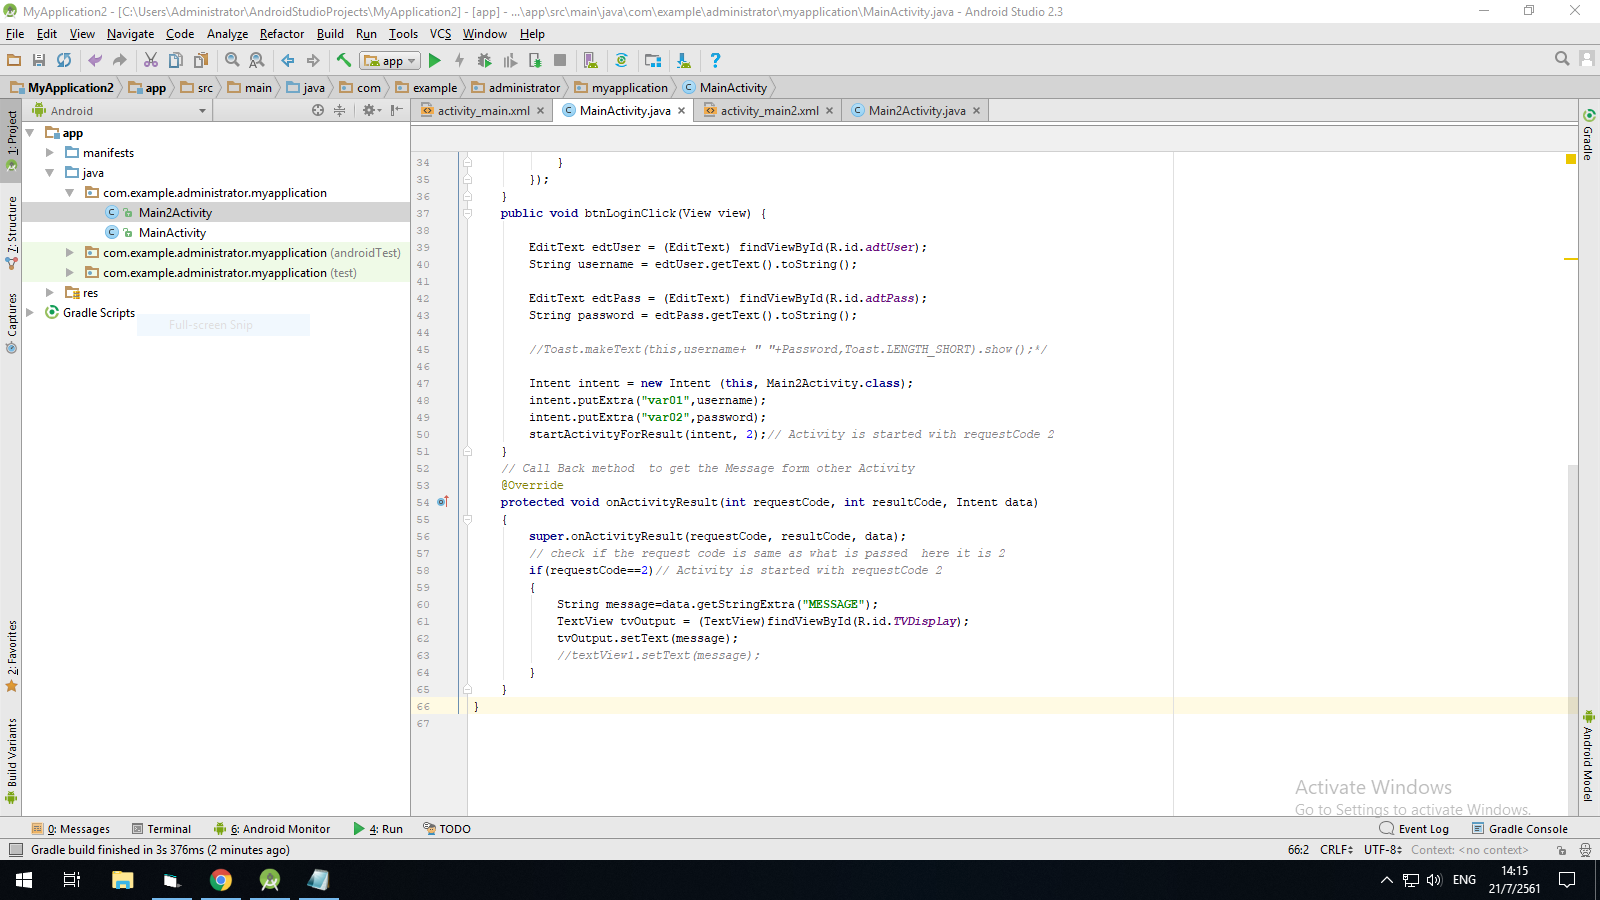 MyApplication2 - [C:\Users\Administrator\AndroidStudioProjects\MyApplication2] - [app] - ...\app\src\main\java\com\example\administrator\myapplication\MainActivity.java - Android Studio 2.3
File Edit View Navigate Code Analyze Refactor Build Run Tools VCS Window Help
app
MyApplication2 app src main java com example administrator myapplication MainActivity
Android
activity_main.xml MainActivity.java activity_main2.xml Main2Activity.java
1: Project
7: Structure
Captures
2: Favorites
Build Variants
app
manifests
java
com.example.administrator.myapplication
Main2Activity
MainActivity
com.example.administrator.myapplication (androidTest)
com.example.administrator.myapplication (test)
res
Gradle Scripts
Full-screen Snip
34 }
35 });
36 }
37 public void btnLoginClick(View view) {
38
39 EditText edtUser = (EditText) findViewById(R.id.adtUser);
40 String username = edtUser.getText().toString();
41
42 EditText edtPass = (EditText) findViewById(R.id.adtPass);
43 String password = edtPass.getText().toString();
44
45 //Toast.makeText(this,username+ " "+Password,Toast.LENGTH_SHORT).show();*/
46
47 Intent intent = new Intent (this, Main2Activity.class);
48 intent.putExtra("var01",username);
49 intent.putExtra("var02",password);
50 startActivityForResult(intent, 2);// Activity is started with requestCode 2
51 }
52 // Call Back method  to get the Message form other Activity
53 @Override
54 protected void onActivityResult(int requestCode, int resultCode, Intent data)
55 {
56 super.onActivityResult(requestCode, resultCode, data);
57 // check if the request code is same as what is passed  here it is 2
58 if(requestCode==2)// Activity is started with requestCode 2
59 {
60 String message=data.getStringExtra("MESSAGE");
61 TextView tvOutput = (TextView)findViewById(R.id.TVDisplay);
62 tvOutput.setText(message);
63 //textView1.setText(message);
64 }
65 }
66 }
67
Gradle
Android Model
Activate Windows
Go to Settings to activate Windows.
0: Messages Terminal 6: Android Monitor 4: Run TODO Event Log Gradle Console
Gradle build finished in 3s 376ms (2 minutes ago) 66:2 CRLF UTF-8 Context: <no context>
ENG
14:15
21/7/2561